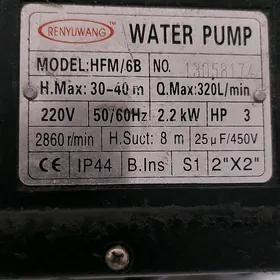 RENYUWANG WATER PUMP
MODEL:HFM/6B NO. 13058174
H.Max: 30-40 m Q.Max:320L/min
220V 50/60Hz 2.2 kW HP 3
2860 r/min H.Suct: 8 m 25µF/450V
CE IP44 B.Ins S1 2"X2"